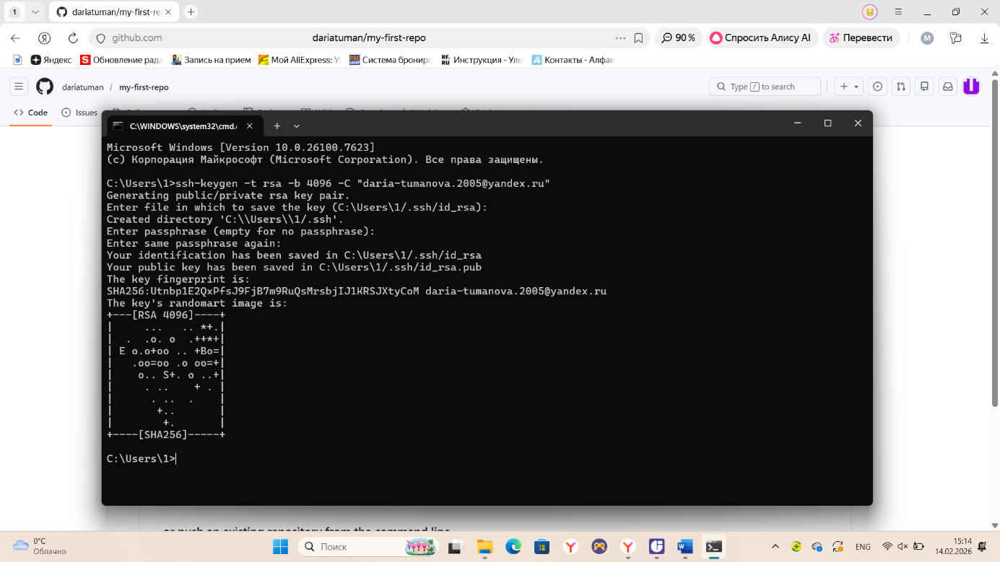 1
dariatuman/my-first-re
github.com
dariatuman/my-first-repo
90 %
Спросить Алису AI
Перевести
M
Яндекс
Обновление рада
Запись на прием
Мой AliExpress: У
Система брониро
Инструкция - Уль
Контакты - Алфав
dariatuman / my-first-repo
Type / to search
Code
Issues
C:\WINDOWS\system32\cmd.
Microsoft Windows [Version 10.0.26100.7623]
(c) Корпорация Майкрософт (Microsoft Corporation). Все права защищены.
C:\Users\1>ssh-keygen -t rsa -b 4096 -C "daria-tumanova.2005@yandex.ru"
Generating public/private rsa key pair.
Enter file in which to save the key (C:\Users\1/.ssh/id_rsa):
Created directory 'C:\\Users\\1/.ssh'.
Enter passphrase (empty for no passphrase):
Enter same passphrase again:
Your identification has been saved in C:\Users\1/.ssh/id_rsa
Your public key has been saved in C:\Users\1/.ssh/id_rsa.pub
The key fingerprint is:
SHA256:Utnbp1E2QxPfsJ9FjB7m9RuQsMrsbjIJ1KRSJXtyCoM daria-tumanova.2005@yandex.ru
The key's randomart image is:
+---[RSA 4096]----+
|     ...   .. *+.|
|  .  .o. o  .++*+|
| E o.o+oo .. +Bo=|
|   .oo=oo .o oo=+|
|    o.. S+. o ..+|
|     . ..    + . |
|      . ..  .    |
|       +..       |
|        +.       |
+----[SHA256]-----+
C:\Users\1>
or push an existing repository from the command line
0°C
Облачно
Поиск
ENG
15:14
14.02.2026